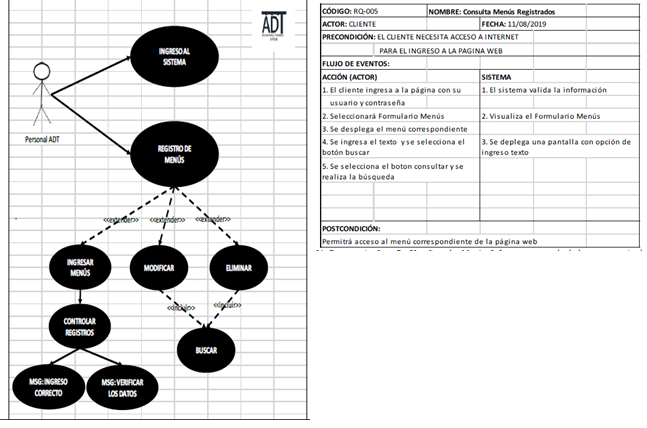 ADT
INGRESO AL
SISTEMA
Personal ADT
REGISTRO DE
MENÚS
<<extender>>
<<extender>>
<<extander>>
INGRESAR
MENÚS
MODIFICAR
ELIMINAR
<<incluir>>
<<incluir>>
CONTROLAR
REGISTROS
BUSCAR
MSG: INGRESO
CORRECTO
MSG: VERIFICAR
LOS DATOS
CÓDIGO: RQ-005 NOMBRE: Consulta Menús Registrados
ACTOR: CLIENTE FECHA: 11/08/2019
PRECONDICIÓN: EL CLIENTE NECESITA ACCESO A INTERNET
PARA EL INGRESO A LA PAGINA WEB
FLUJO DE EVENTOS:
ACCIÓN (ACTOR) SISTEMA
1. El cliente ingresa a la página con su 1. El sistema valida la información
usuario y contraseña
2. Seleccionará Formulario Menús 2. Visualiza el Formulario Menús
3. Se desplega el menú correspondiente
4. Se ingresa el texto y se selecciona el 3. Se deplega una pantalla con opción de
botón buscar ingreso texto
5. Se selecciona el boton consultar y se
realiza la búsqueda
POSTCONDICIÓN:
Permitrá acceso al menú correspondiente de la página web